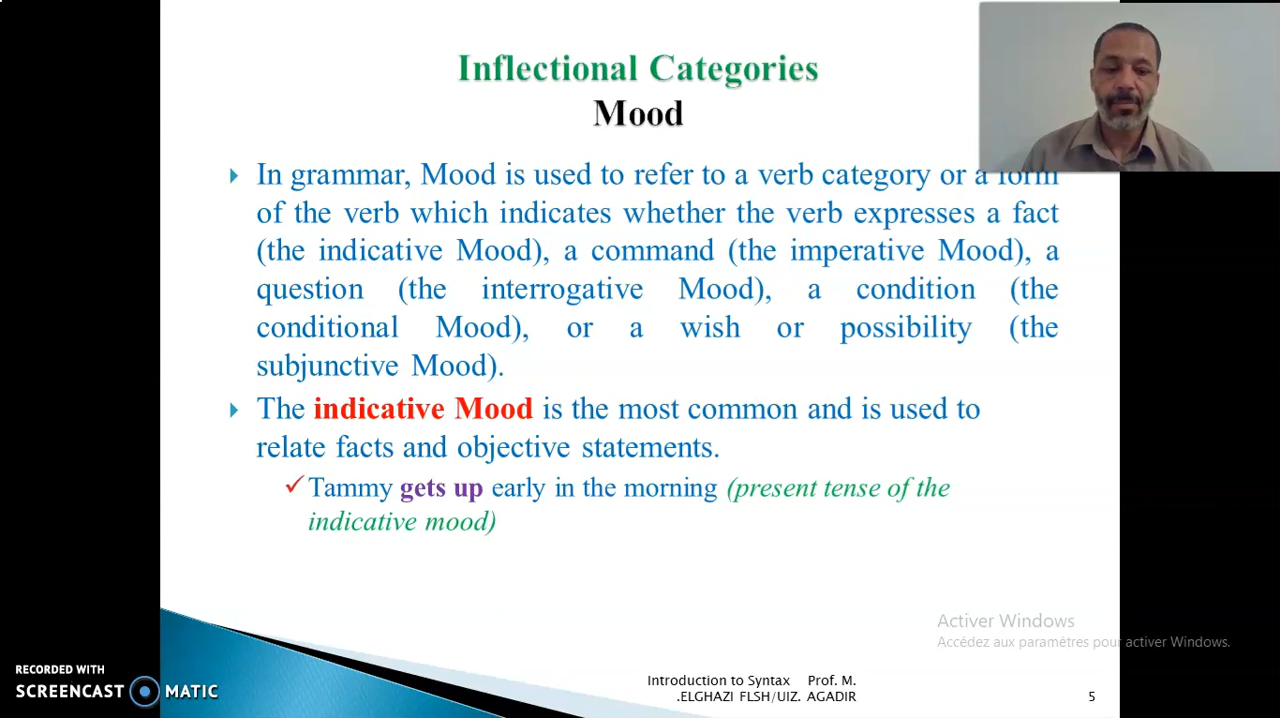 Inflectional Categories
Mood
In grammar, Mood is used to refer to a verb category or a form
of the verb which indicates whether the verb expresses a fact
(the indicative Mood), a command (the imperative Mood), a
question (the interrogative Mood), a condition (the
conditional Mood), or a wish or possibility (the
subjunctive Mood).
The indicative Mood is the most common and is used to
relate facts and objective statements.
Tammy gets up early in the morning (present tense of the
indicative mood)
Activer Windows
Accédez aux paramètres pour activer Windows.
RECORDED WITH
SCREENCAST MATIC
Introduction to Syntax Prof. M.
.ELGHAZI FLSH/UIZ. AGADIR
5